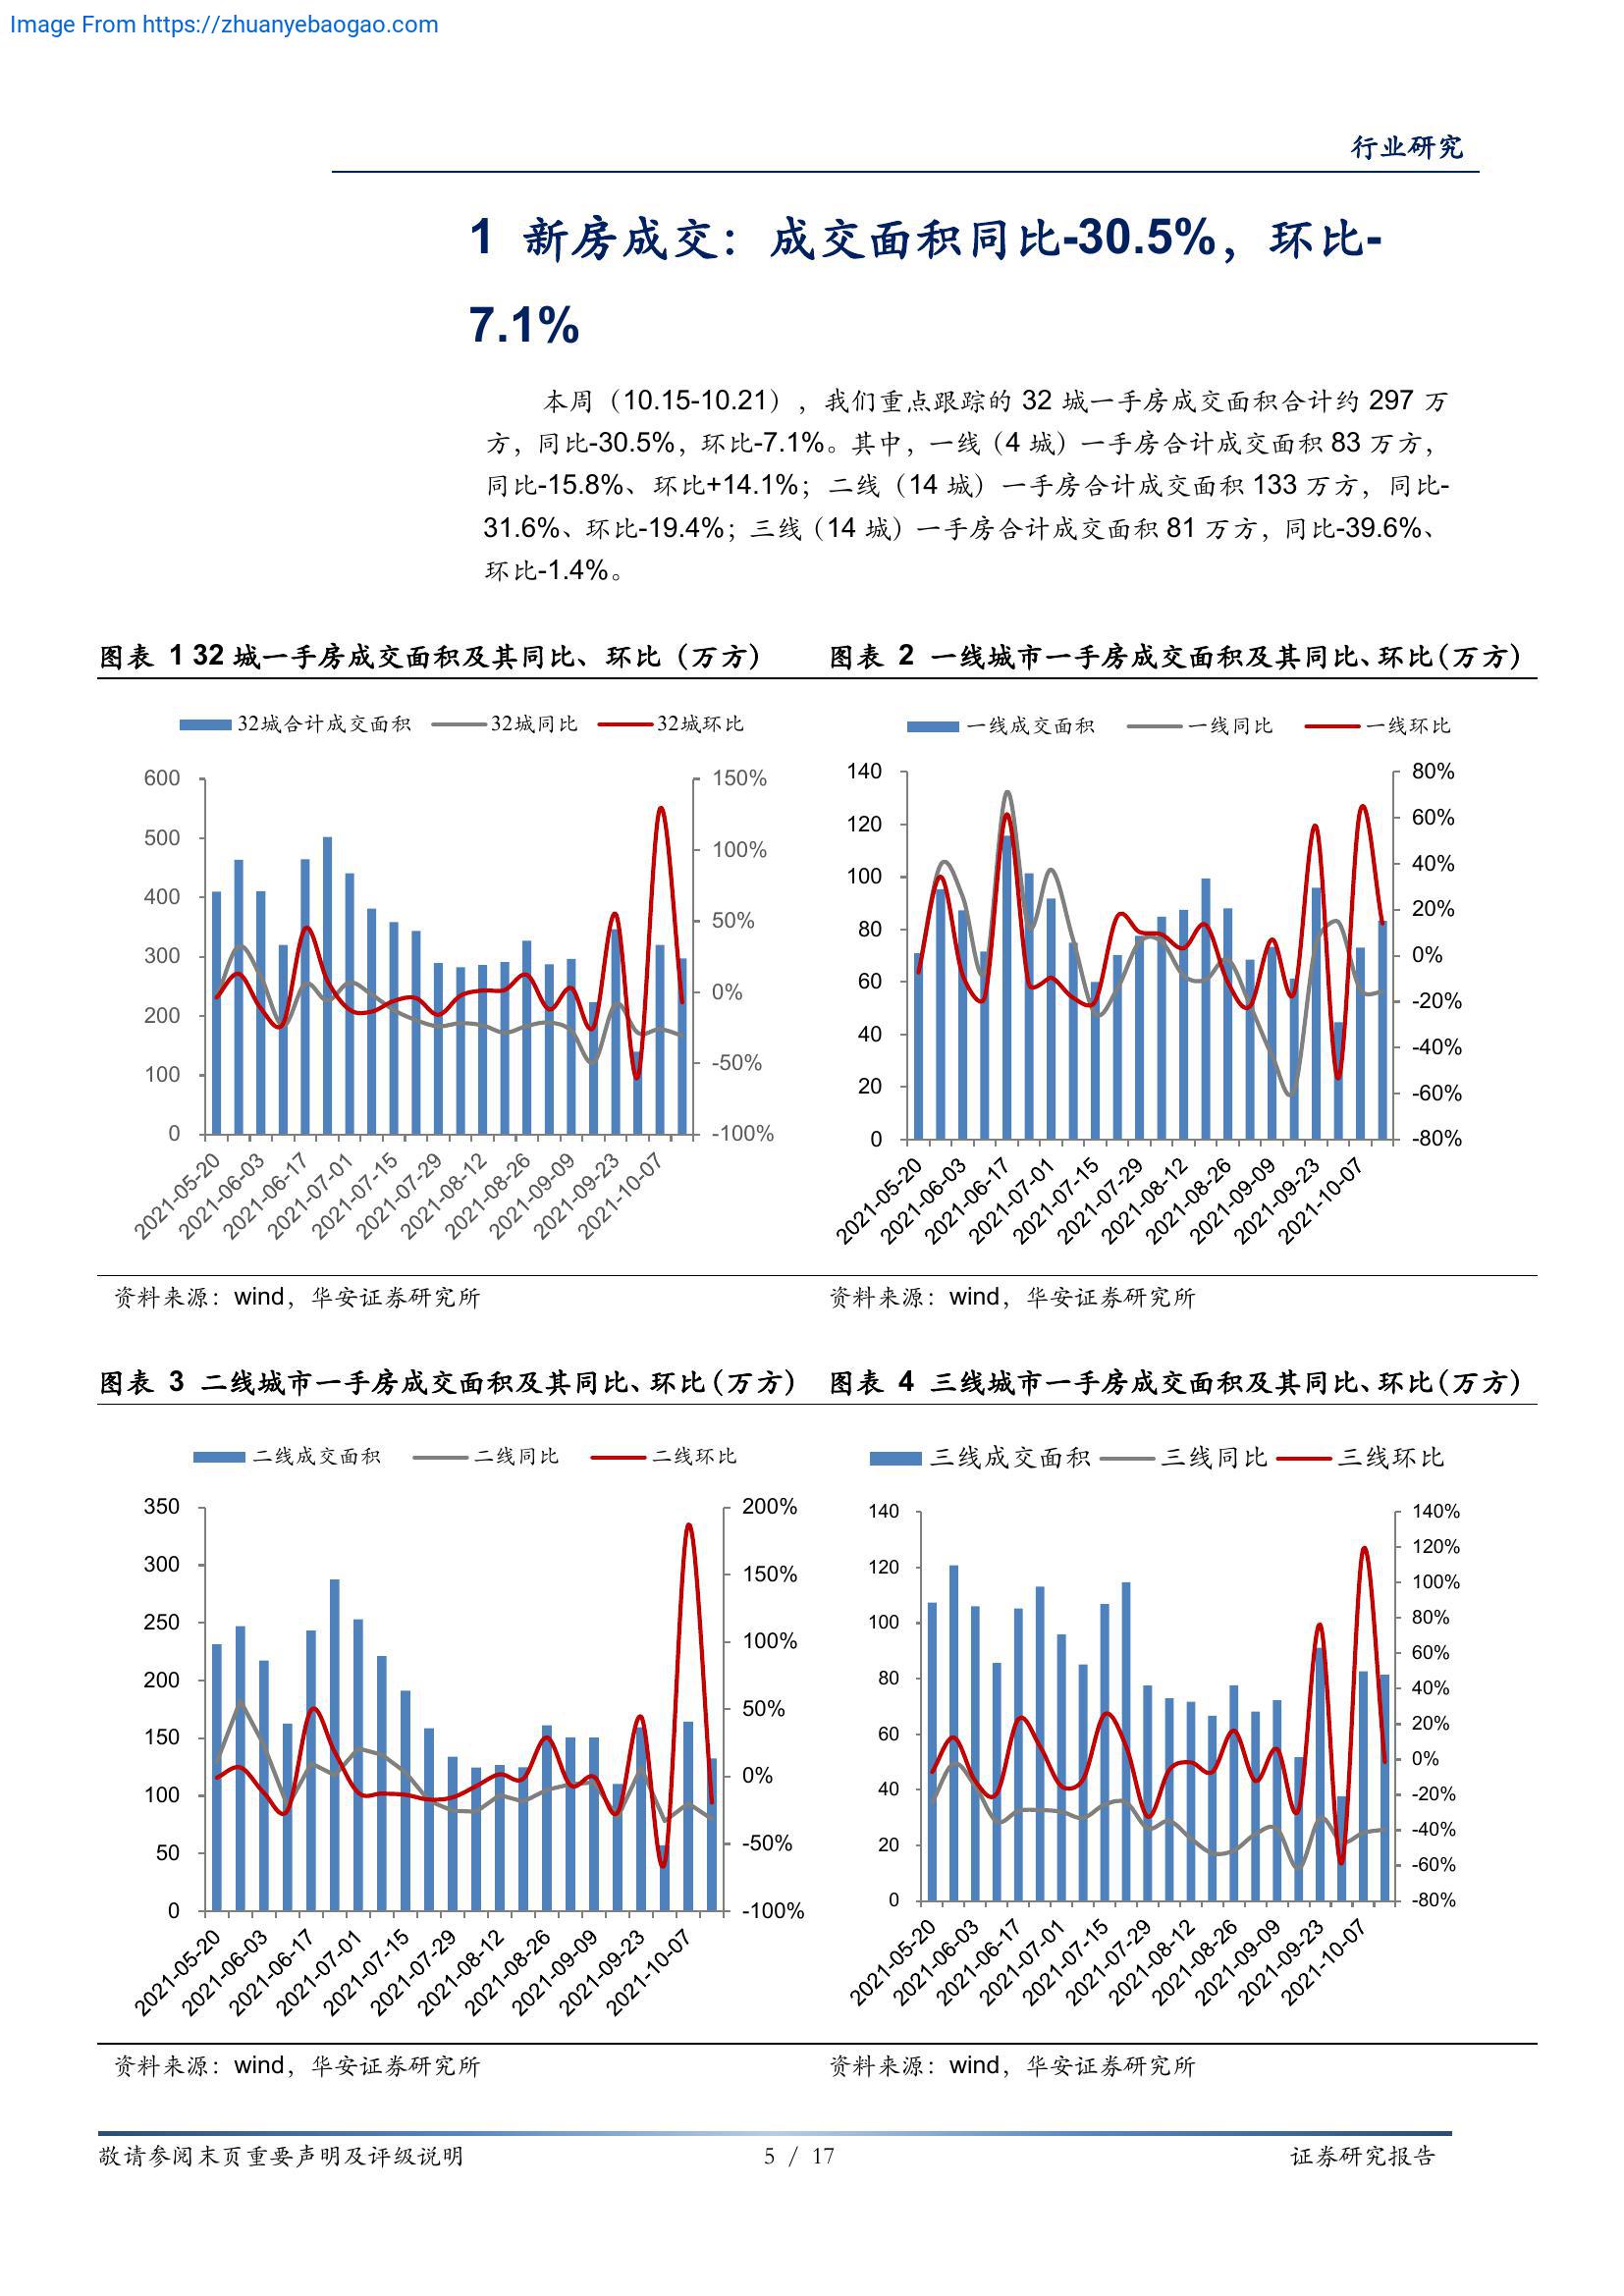 Image From https://zhuanyebaogao.com
行业研究
1 新房成交：成交面积同比-30.5%，环比-
7.1%
本周（10.15-10.21），我们重点跟踪的 32 城一手房成交面积合计约 297 万
方，同比-30.5%，环比-7.1%。其中，一线（4 城）一手房合计成交面积 83 万方，
同比-15.8%、环比+14.1%；二线（14 城）一手房合计成交面积 133 万方，同比-
31.6%、环比-19.4%；三线（14 城）一手房合计成交面积 81 万方，同比-39.6%、
环比-1.4%。
图表 1 32 城一手房成交面积及其同比、环比（万方）
32城合计成交面积 32城同比 32城环比
600 150%
500 100%
400 50%
300 0%
200 -50%
100 -100%
0
2021-05-20 2021-06-03 2021-06-17 2021-07-01 2021-07-15 2021-07-29 2021-08-12 2021-08-26 2021-09-09 2021-09-23 2021-10-07
资料来源：wind，华安证券研究所
图表 2 一线城市一手房成交面积及其同比、环比（万方）
一线成交面积 一线同比 一线环比
140 80%
120 60%
100 40%
80 20%
60 0%
40 -20%
20 -40%
0 -60%
-80%
2021-05-20 2021-06-03 2021-06-17 2021-07-01 2021-07-15 2021-07-29 2021-08-12 2021-08-26 2021-09-09 2021-09-23 2021-10-07
资料来源：wind，华安证券研究所
图表 3 二线城市一手房成交面积及其同比、环比（万方）
二线成交面积 二线同比 二线环比
350 200%
300 150%
250 100%
200 50%
150 0%
100 -50%
50 -100%
0
2021-05-20 2021-06-03 2021-06-17 2021-07-01 2021-07-15 2021-07-29 2021-08-12 2021-08-26 2021-09-09 2021-09-23 2021-10-07
资料来源：wind，华安证券研究所
图表 4 三线城市一手房成交面积及其同比、环比（万方）
三线成交面积 三线同比 三线环比
140 140%
120 120%
100 100%
80 80%
60 60%
40 40%
20 20%
0 0%
-20%
-40%
-60%
-80%
2021-05-20 2021-06-03 2021-06-17 2021-07-01 2021-07-15 2021-07-29 2021-08-12 2021-08-26 2021-09-09 2021-09-23 2021-10-07
资料来源：wind，华安证券研究所
敬请参阅末页重要声明及评级说明 5 / 17 证券研究报告